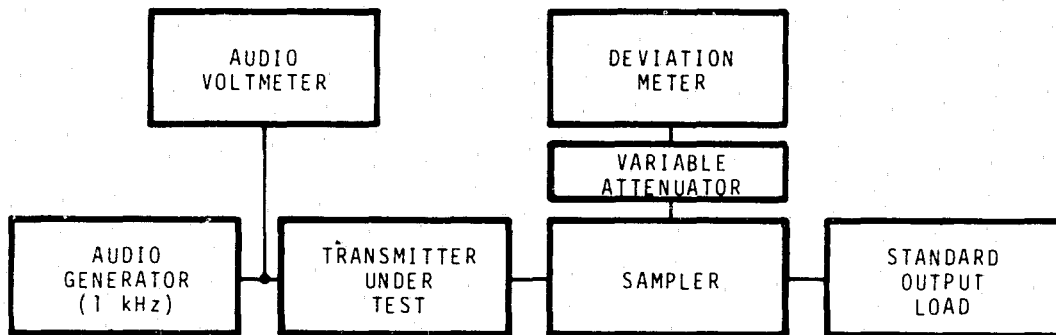 AUDIO
VOLTMETER
DEVIATION
METER
VARIABLE
ATTENUATOR
AUDIO
GENERATOR
(1 kHz)
TRANSMITTER
UNDER
TEST
SAMPLER
STANDARD
OUTPUT
LOAD